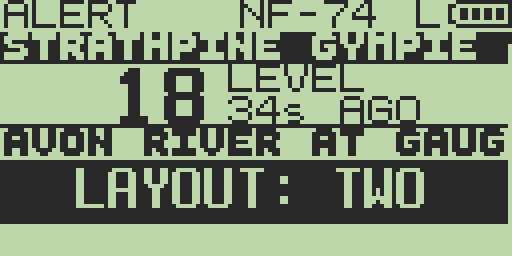 ALERT NF-74 L
STRATHPINE GYMPIE
18 LEVEL
34s AGO
AVON RIVER AT GAUG
LAYOUT: TWO